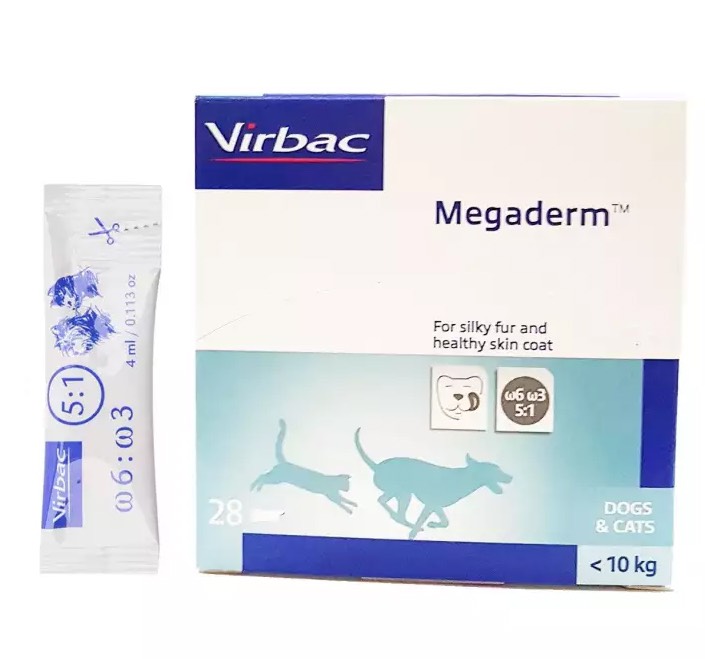 Virbac
Megaderm™
For silky fur and
healthy skin coat
ω6 ω3
5:1
28
DOGS
& CATS
< 10 kg
4 ml / 0.113 oz
5:1
ω6:ω3
Virbac